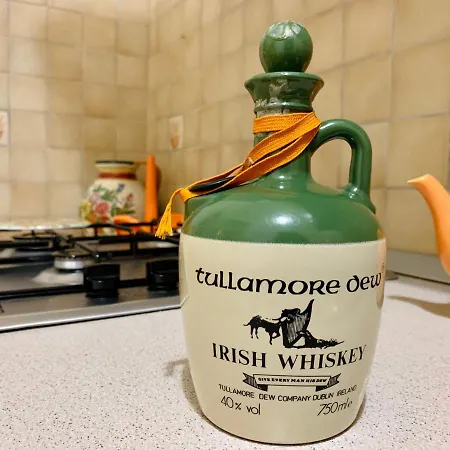 tullamore dew
IRISH WHISKEY
GIVE EVERY MAN HIS DEW
TULLAMORE DEW COMPANY DUBLIN IRELAND.
40% vol 750ml e